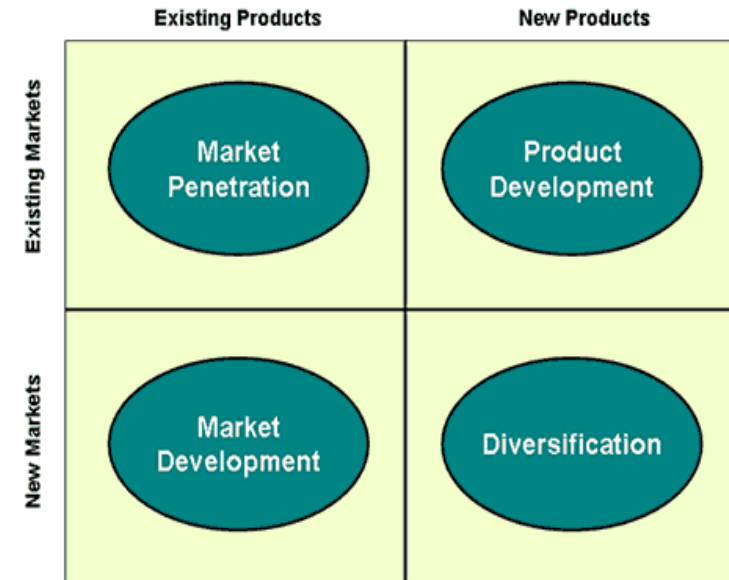 Existing Products
New Products
Existing Markets
Market
Penetration
Product
Development
New Markets
Market
Development
Diversification